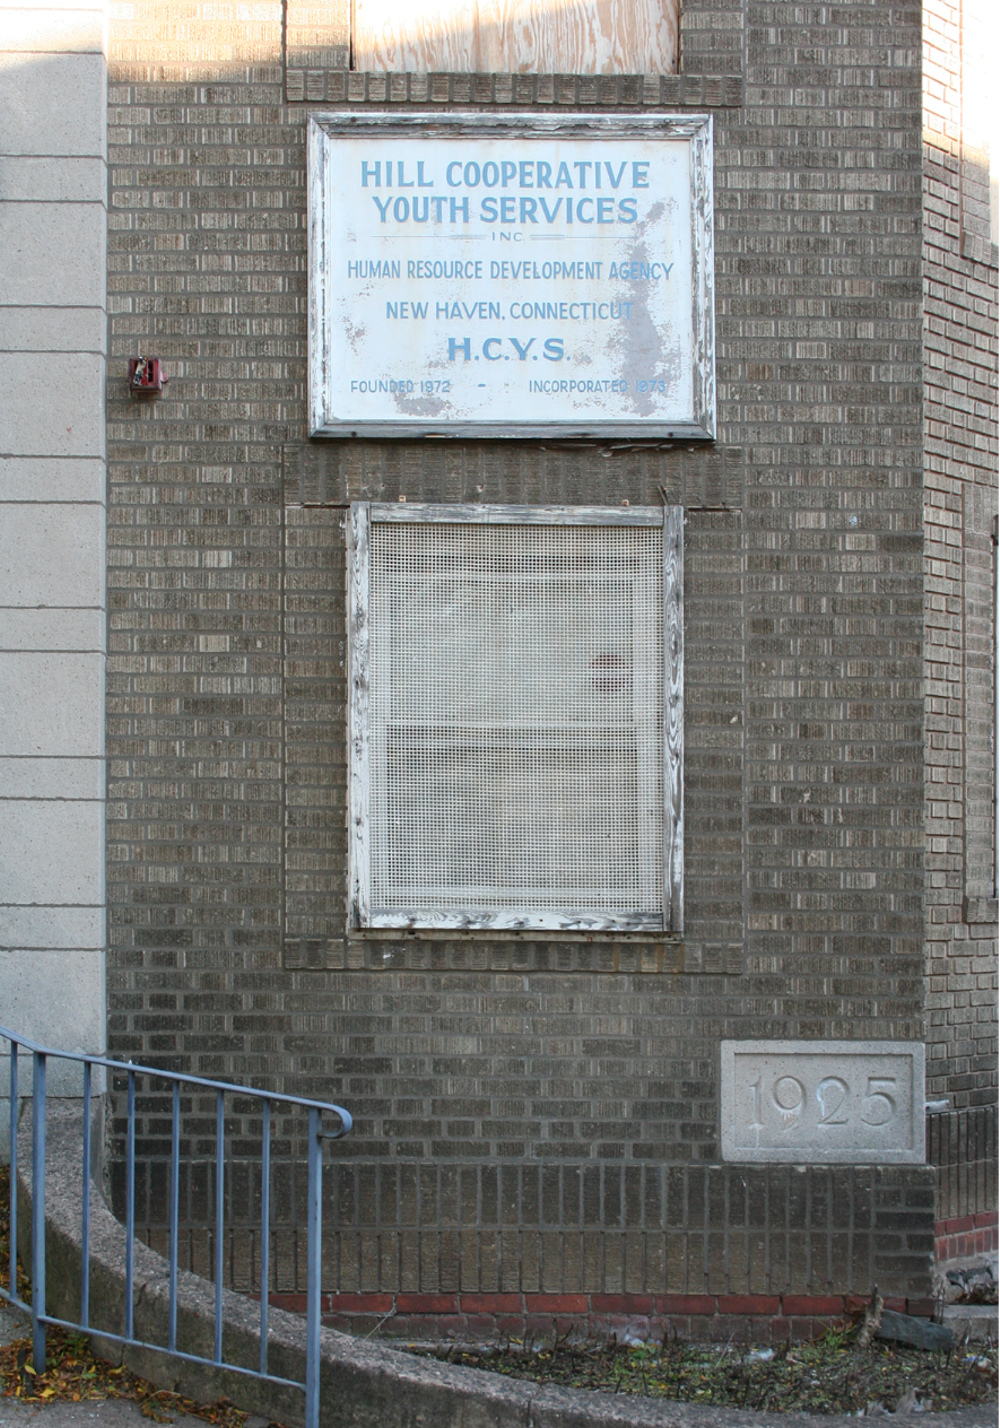 HILL COOPERATIVE
YOUTH SERVICES
INC.
HUMAN RESOURCE DEVELOPMENT AGENCY
NEW HAVEN, CONNECTICUT
H.C.Y.S.
FOUNDED 1972 - INCORPORATED 1973
1925